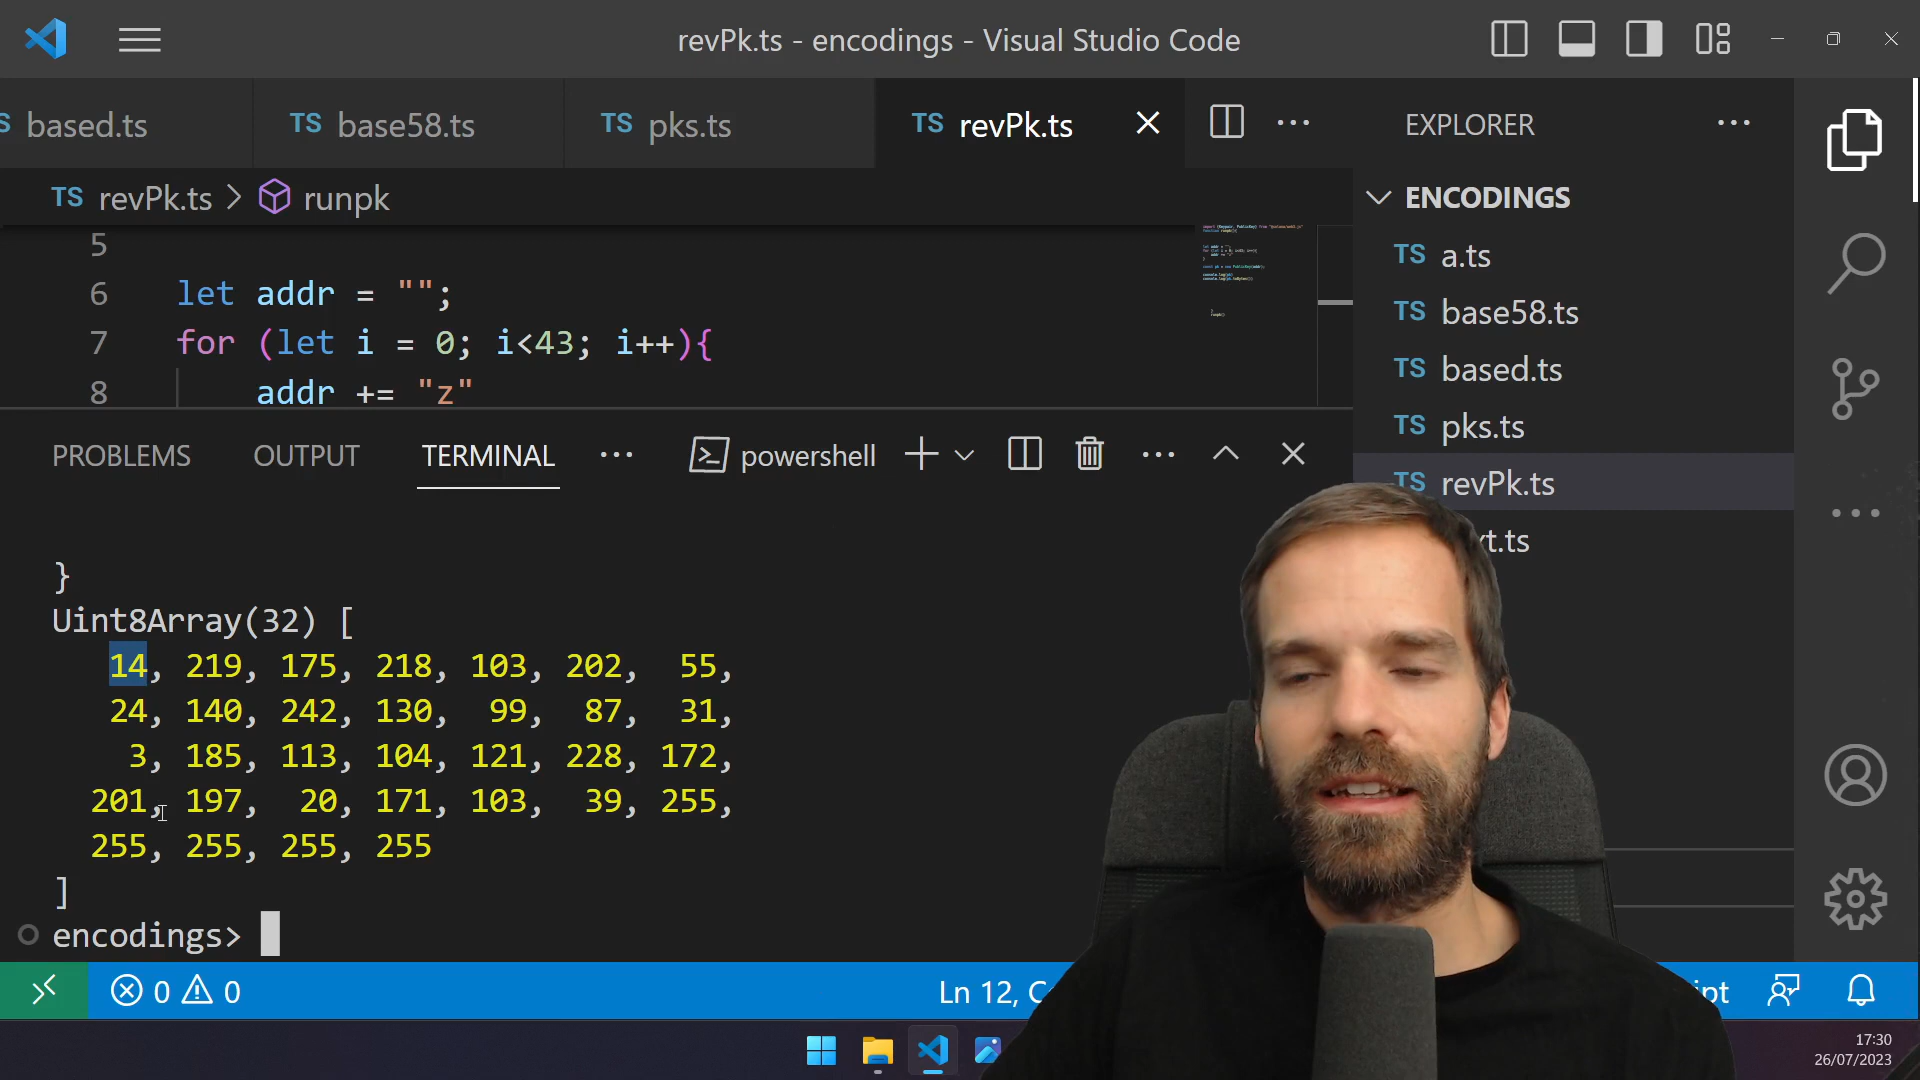 revPk.ts - encodings - Visual Studio Code
based.ts
TS base58.ts
TS pks.ts
TS revPk.ts
EXPLORER
TS revPk.ts > runpk
ENCODINGS
TS a.ts
TS base58.ts
TS based.ts
TS pks.ts
TS revPk.ts
t.ts
5
6 let addr = "";
7 for (let i = 0; i<43; i++){
8 addr += "z"
PROBLEMS OUTPUT TERMINAL
powershell
}
Uint8Array(32) [
14, 219, 175, 218, 103, 202, 55,
24, 140, 242, 130, 99, 87, 31,
3, 185, 113, 104, 121, 228, 172,
201, 197, 20, 171, 103, 39, 255,
255, 255, 255, 255
]
encodings>
0 0
Ln 12,
ipt
17:30
26/07/2023